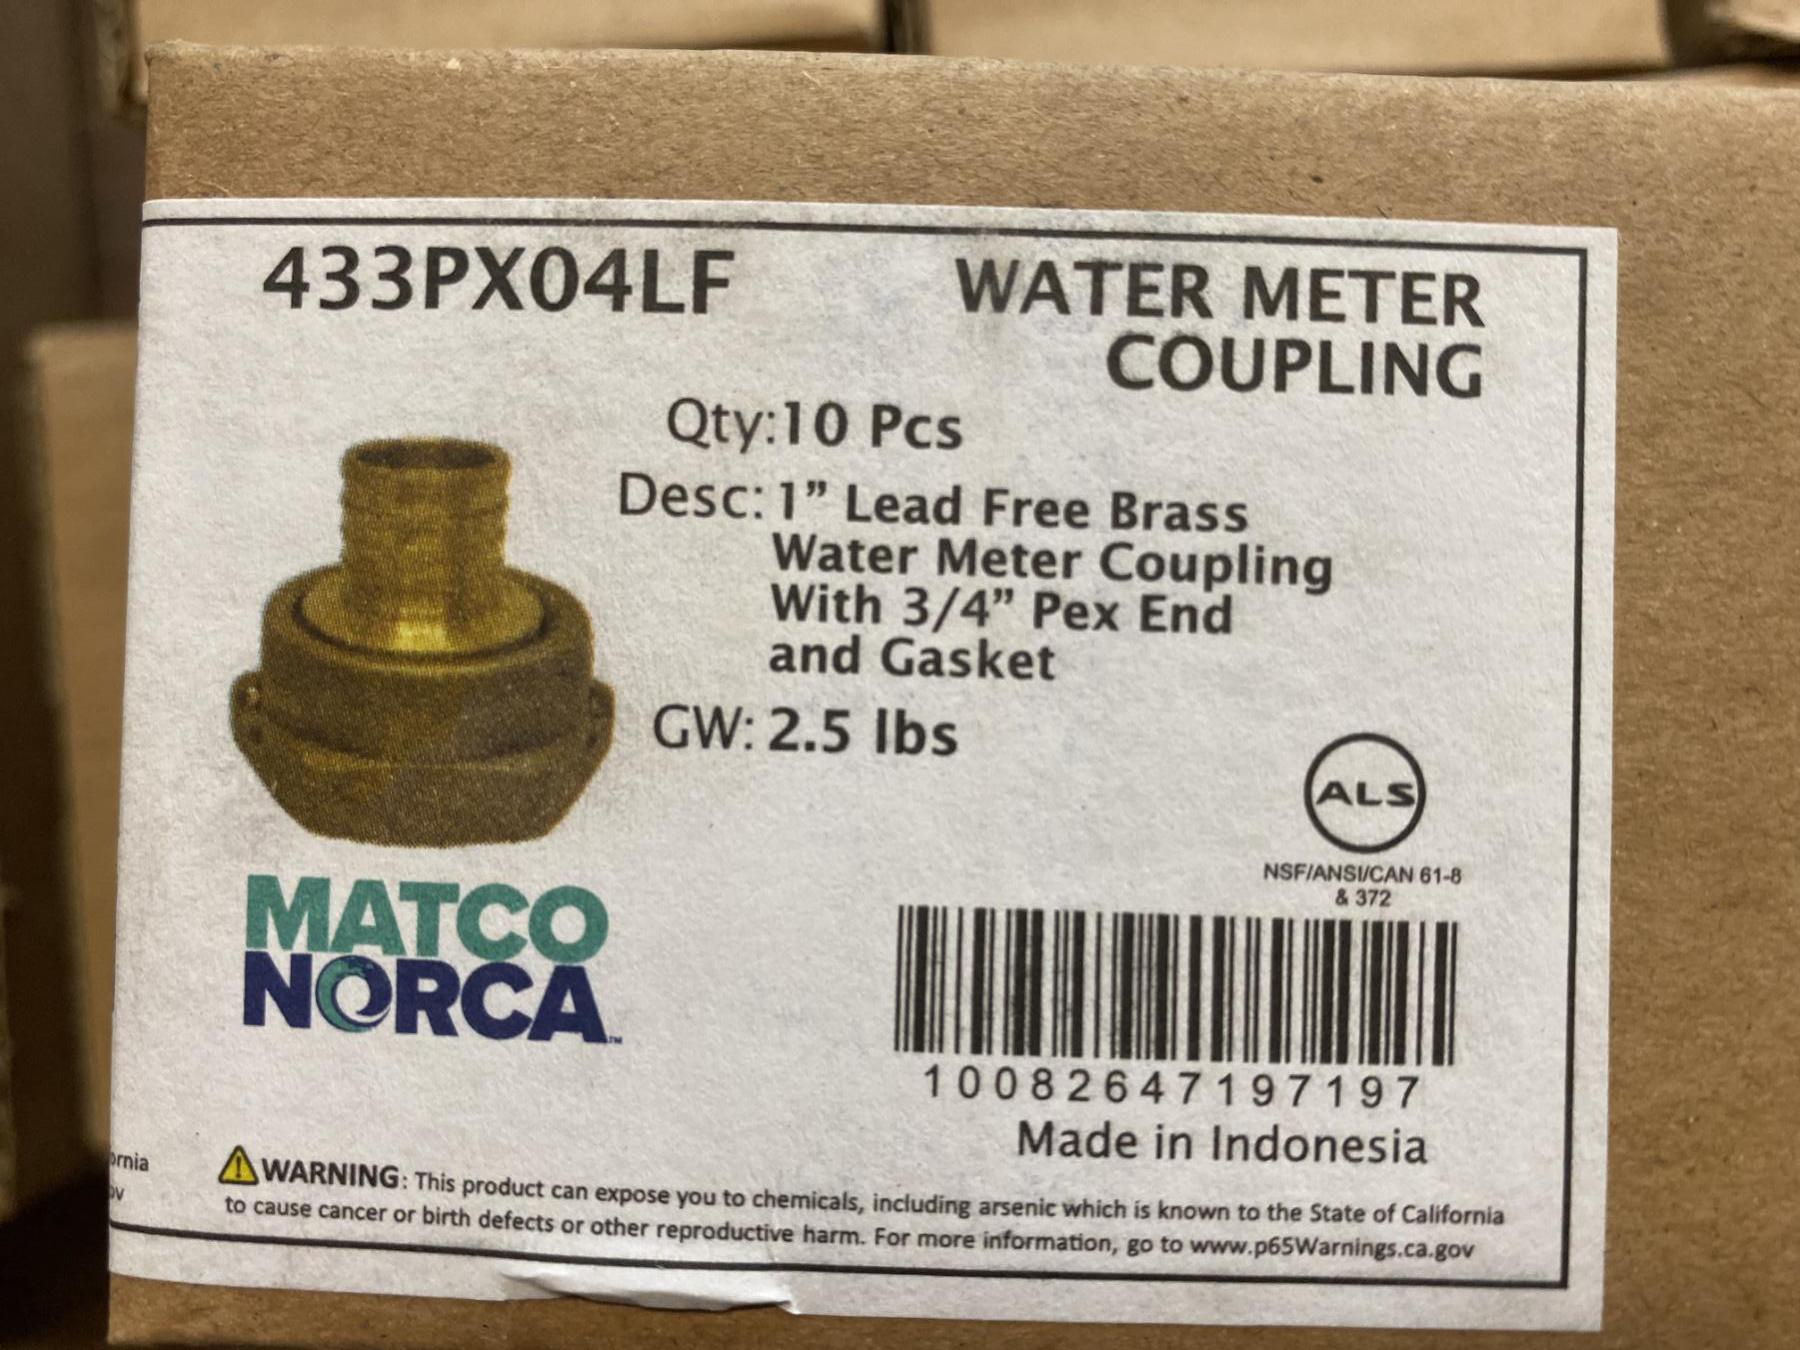 433PX04LF
WATER METER
COUPLING
Qty:10 Pcs
Desc: 1” Lead Free Brass
Water Meter Coupling
With 3/4” Pex End
and Gasket
GW: 2.5 lbs
ALS
NSF/ANSI/CAN 61-8
& 372
MATCO
NORCA™
10082647197197
Made in Indonesia
WARNING: This product can expose you to chemicals, including arsenic which is known to the State of California
to cause cancer or birth defects or other reproductive harm. For more information, go to www.p65Warnings.ca.gov
ornia
ov